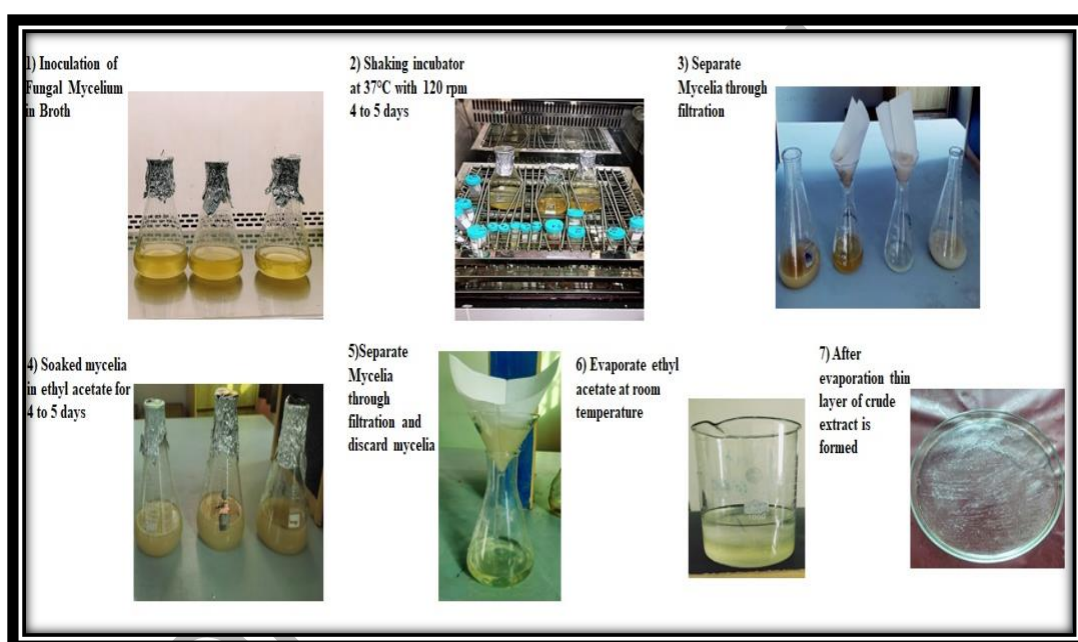 1) Inoculation of
Fungal Mycelium
in Broth
2) Shaking incubator
at 37°C with 120 rpm
4 to 5 days
3) Separate
Mycelia through
filtration
4) Soaked mycelia
in ethyl acetate for
4 to 5 days
5)Separate
Mycelia
through
filtration and
discard mycelia
6) Evaporate ethyl
acetate at room
temperature
7) After
evaporation thin
layer of crude
extract is
formed